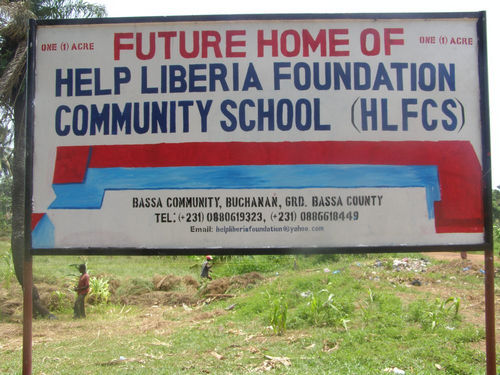 ONE (1) ACRE FUTURE HOME OF ONE (1) ACRE
HELP LIBERIA FOUNDATION
COMMUNITY SCHOOL (HLFCS)
BASSA COMMUNITY, BUCHANAN, GRD. BASSA COUNTY
TEL: (+231) 0880619323, (+231) 0886618449
Email: helpliberiafoundation@yahoo.com